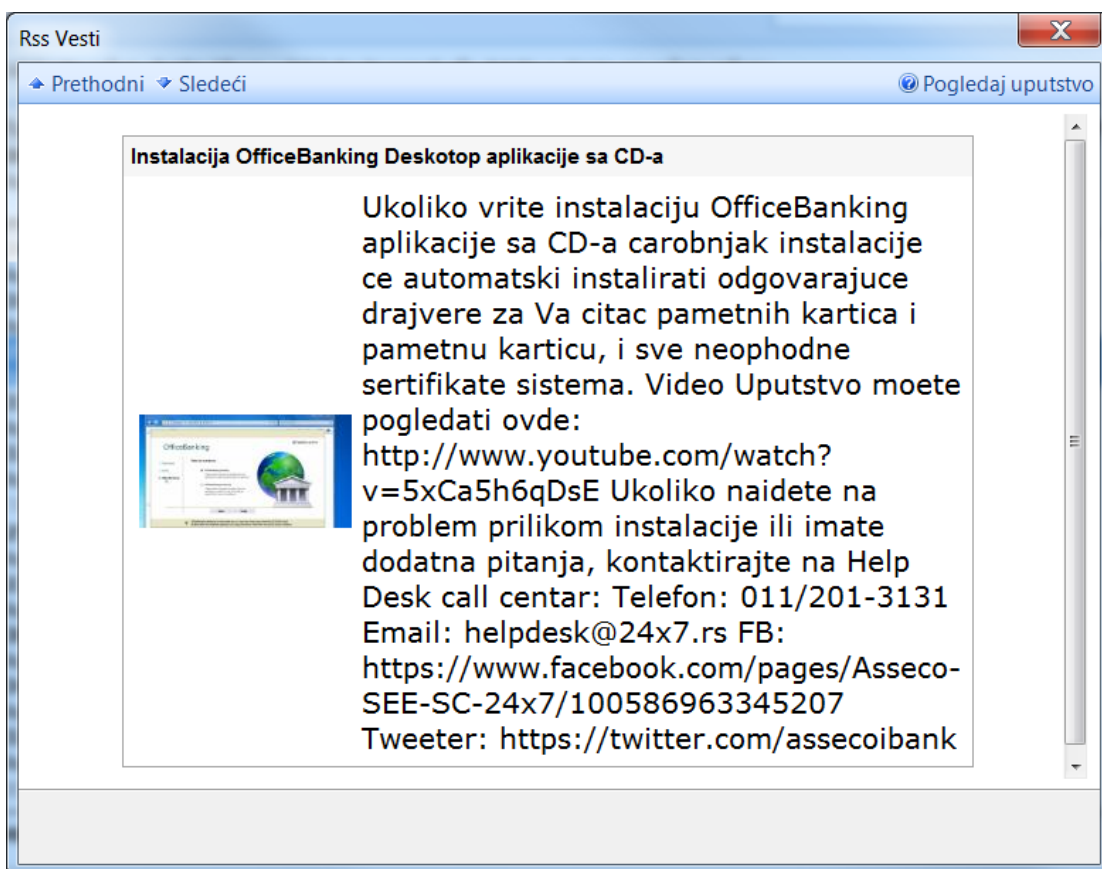 Rss Vesti
Prethodni Sledeći Pogledaj uputstvo
Instalacija OfficeBanking Deskotop aplikacije sa CD-a
Ukoliko vrite instalaciju OfficeBanking
aplikacije sa CD-a carobnjak instalacije
ce automatski instalirati odgovarajuce
drajvere za Va citac pametnih kartica i
pametnu karticu, i sve neophodne
sertifikate sistema. Video Uputstvo moete
pogledati ovde:
http://www.youtube.com/watch?
v=5xCa5h6qDsE Ukoliko naidete na
problem prilikom instalacije ili imate
dodatna pitanja, kontaktirajte na Help
Desk call centar: Telefon: 011/201-3131
Email: helpdesk@24x7.rs FB:
https://www.facebook.com/pages/Asseco-
SEE-SC-24x7/100586963345207
Tweeter: https://twitter.com/assecoibank
OfficeBanking